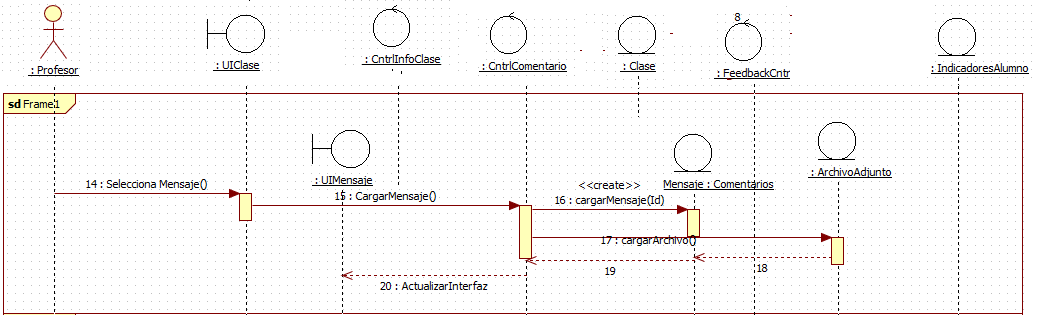 8
: Profesor
: UIClase
: CntrlInfoClase
: CntrlComentario
: Clase
: FeedbackCntr
: IndicadoresAlumno
sd Frame1
: UIMensaje
Mensaje : Comentarios
: ArchivoAdjunto
14 : Selecciona Mensaje()
15 : CargarMensaje()
<<create>>
16 : cargarMensaje(Id)
17 : cargarArchivo()
18
19
20 : ActualizarInterfaz